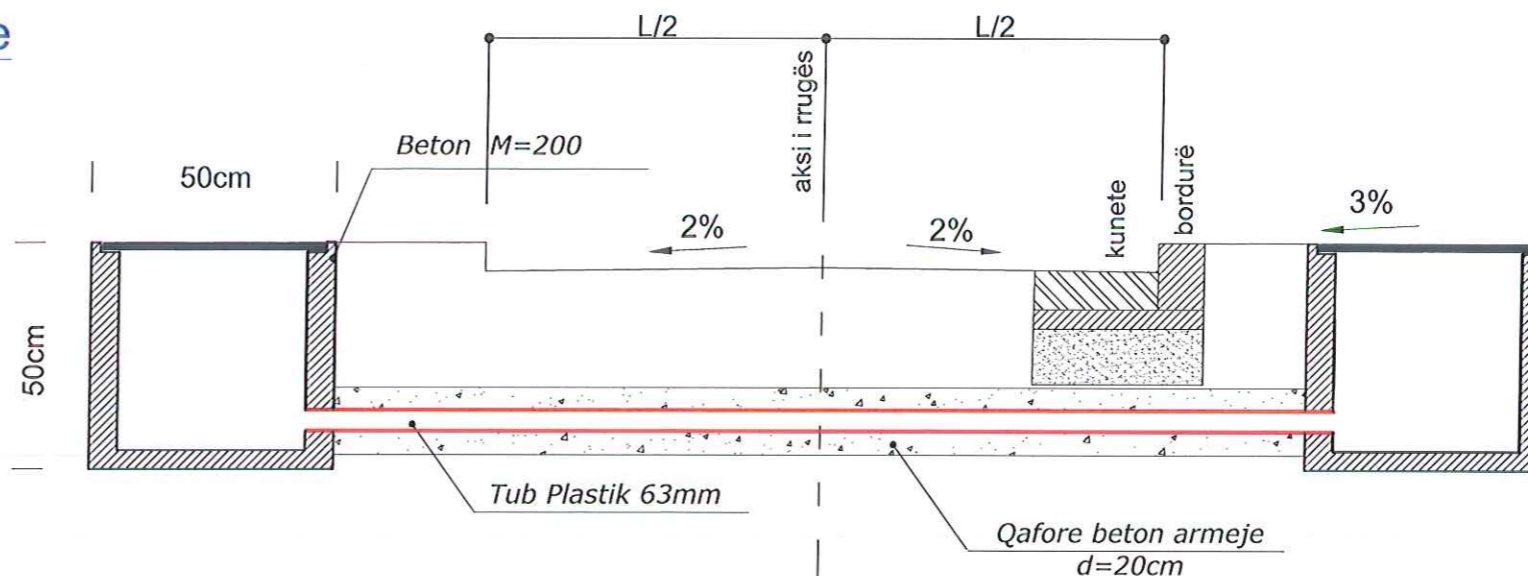 e
L/2
L/2
aksi i rrugës
Beton M=200
50cm
kunete
bordurë
2%
2%
3%
50cm
Tub Plastik 63mm
Qafore beton armeje
d=20cm